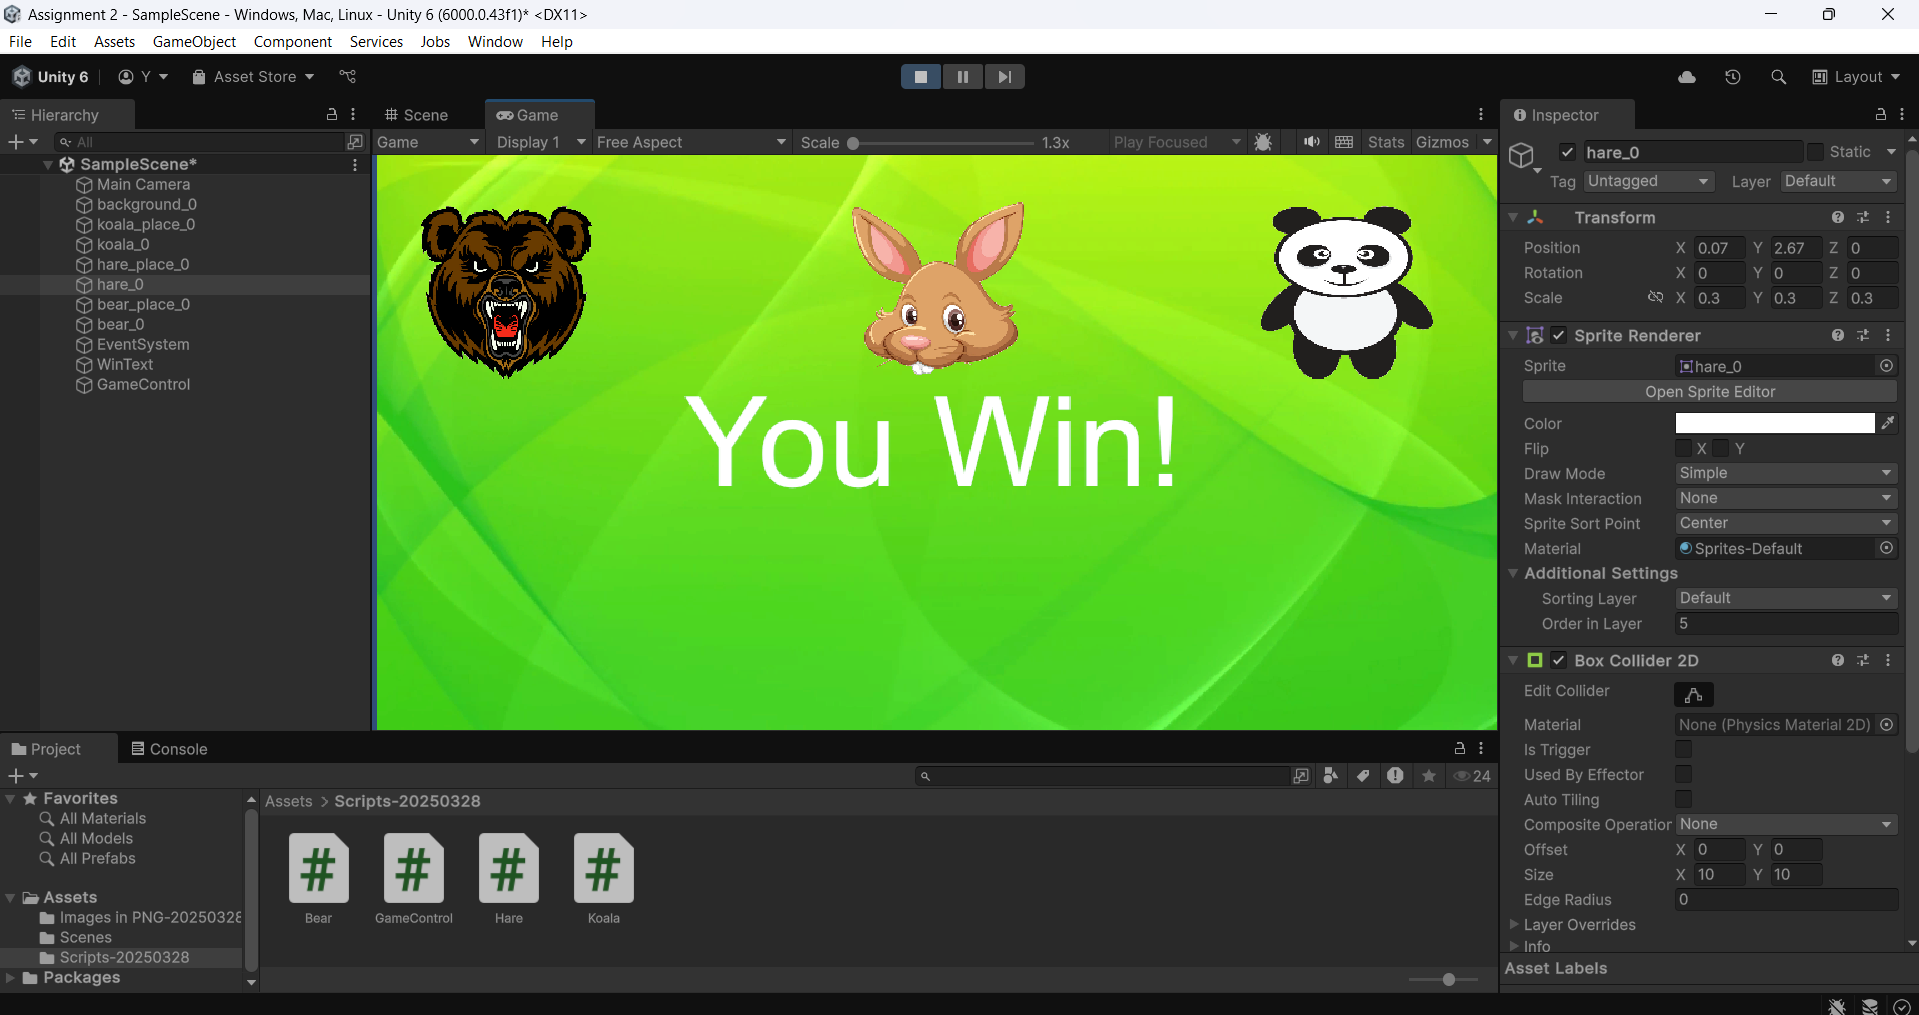 Assignment 2 - SampleScene - Windows, Mac, Linux - Unity 6 (6000.0.43f1)* <DX11>
File Edit Assets GameObject Component Services Jobs Window Help
Unity 6 Y Asset Store Layout
Hierarchy
All
SampleScene*
Main Camera
background_0
koala_place_0
koala_0
hare_place_0
hare_0
bear_place_0
bear_0
EventSystem
WinText
GameControl
Scene Game
Game Display 1 Free Aspect Scale 1.3x Play Focused Stats Gizmos
You Win!
Inspector
hare_0 Static
Tag Untagged Layer Default
Transform
Position X 0.07 Y 2.67 Z 0
Rotation X 0 Y 0 Z 0
Scale X 0.3 Y 0.3 Z 0.3
Sprite Renderer
Sprite hare_0
Open Sprite Editor
Color
Flip X Y
Draw Mode Simple
Mask Interaction None
Sprite Sort Point Center
Material Sprites-Default
Additional Settings
Sorting Layer Default
Order in Layer 5
Box Collider 2D
Edit Collider
Material None (Physics Material 2D)
Is Trigger
Used By Effector
Auto Tiling
Composite Operation None
Offset X 0 Y 0
Size X 10 Y 10
Edge Radius 0
Layer Overrides
Info
Asset Labels
Project Console
24
Favorites
All Materials
All Models
All Prefabs
Assets
Images in PNG-20250328
Scenes
Scripts-20250328
Packages
Assets > Scripts-20250328
# # # #
Bear GameControl Hare Koala